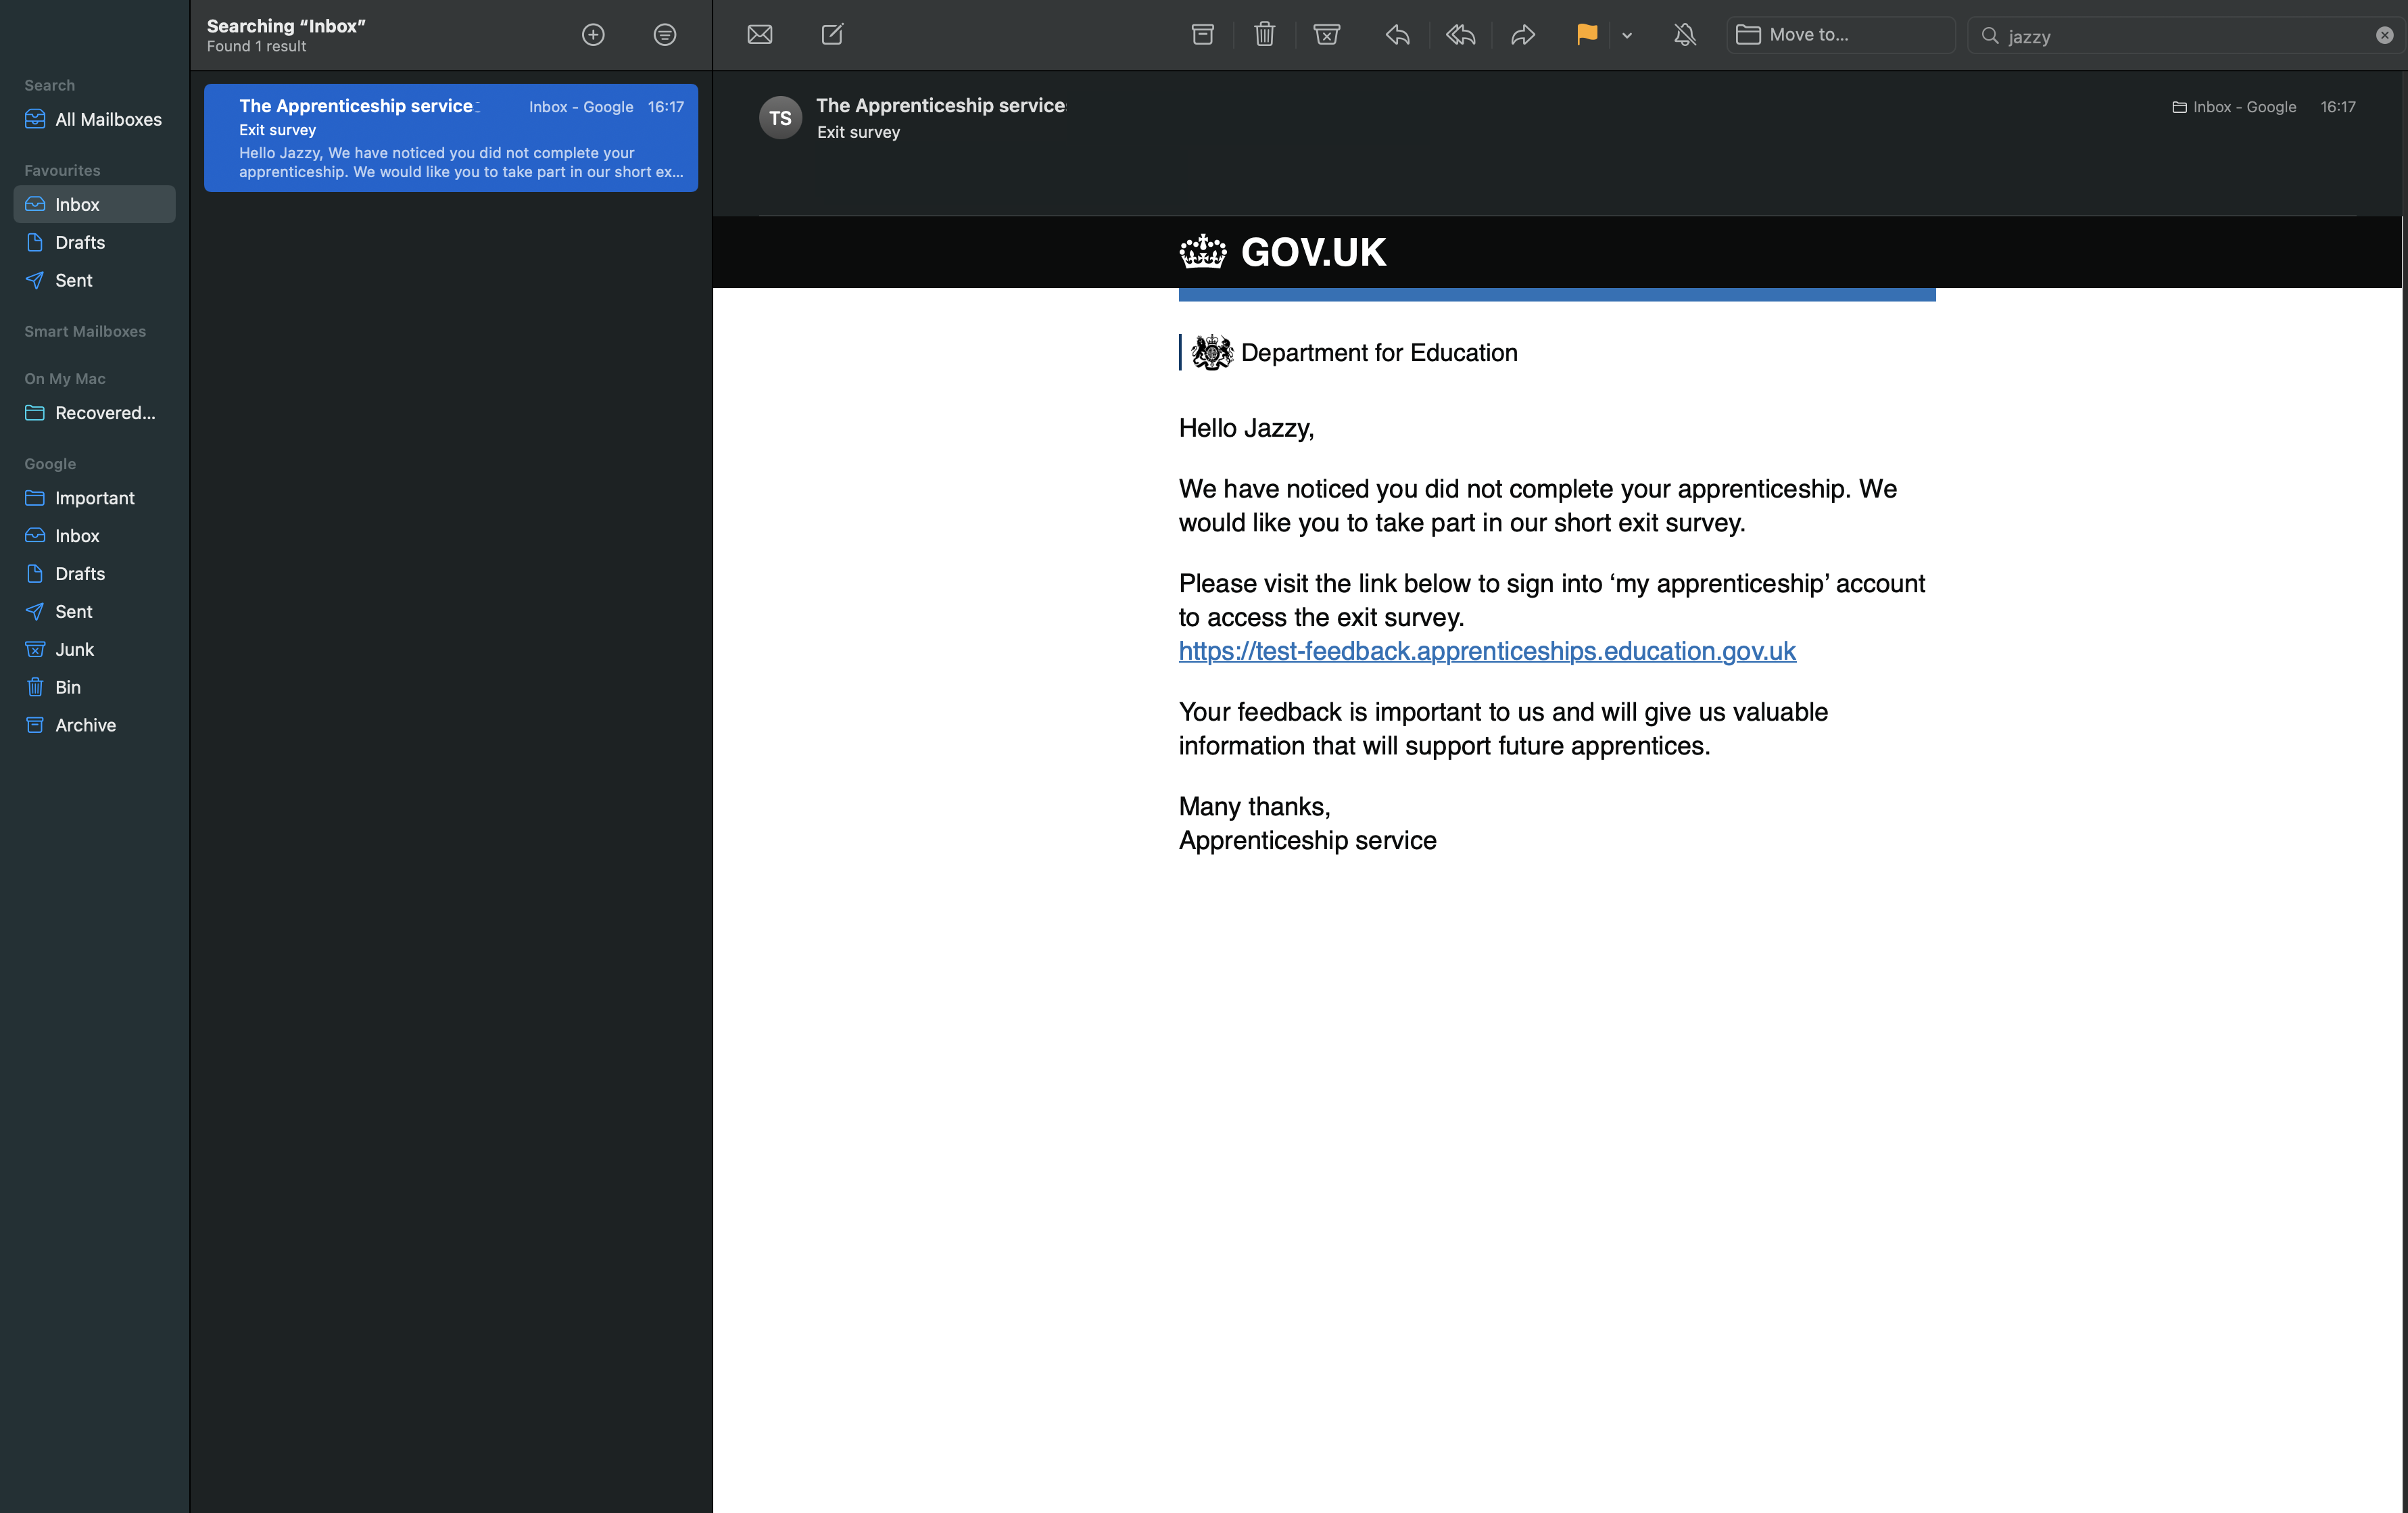 Search
All Mailboxes
Favourites
Inbox
Drafts
Sent
Smart Mailboxes
On My Mac
Recovered...
Google
Important
Inbox
Drafts
Sent
Junk
Bin
Archive
Searching “Inbox”
Found 1 result
The Apprenticeship service Inbox - Google 16:17
Exit survey
Hello Jazzy, We have noticed you did not complete your
apprenticeship. We would like you to take part in our short ex...
Move to...
jazzy
TS
The Apprenticeship service
Exit survey
Inbox - Google 16:17
GOV.UK
Department for Education
Hello Jazzy,
We have noticed you did not complete your apprenticeship. We
would like you to take part in our short exit survey.
Please visit the link below to sign into ‘my apprenticeship’ account
to access the exit survey.
https://test-feedback.apprenticeships.education.gov.uk
Your feedback is important to us and will give us valuable
information that will support future apprentices.
Many thanks,
Apprenticeship service